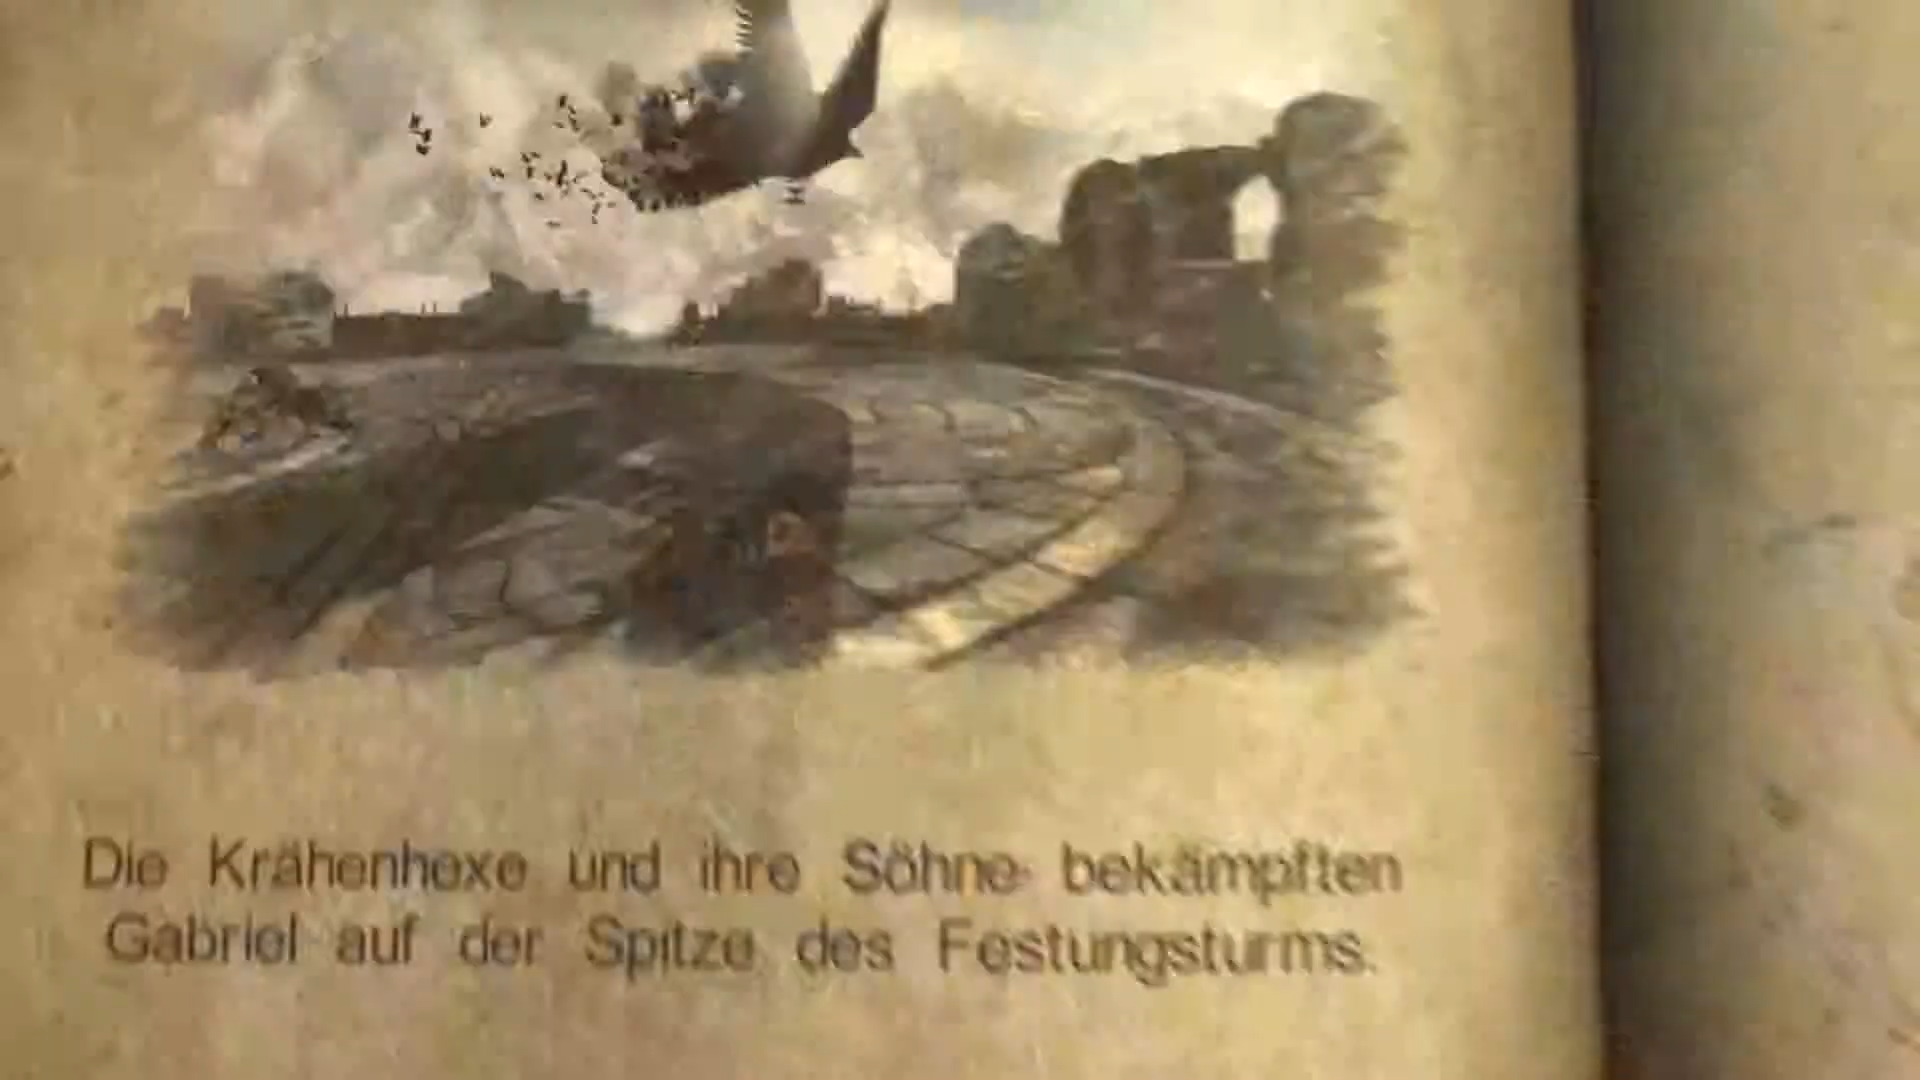 Die Krähenhexe und ihre Söhne bekämpften
Gabriel auf der Spitze des Festungsturms.